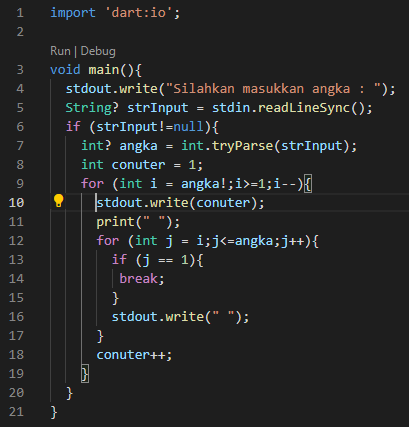 1 import 'dart:io';
2
Run | Debug
3 void main(){
4   stdout.write("Silahkan masukkan angka : ");
5   String? strInput = stdin.readLineSync();
6   if (strInput!=null){
7     int? angka = int.tryParse(strInput);
8     int conuter = 1;
9     for (int i = angka!;i>=1;i--){
10       stdout.write(conuter);
11       print(" ");
12       for (int j = i;j<=angka;j++){
13         if (j == 1){
14          break;
15         }
16         stdout.write(" ");
17       }
18       conuter++;
19     }
20   }
21 }